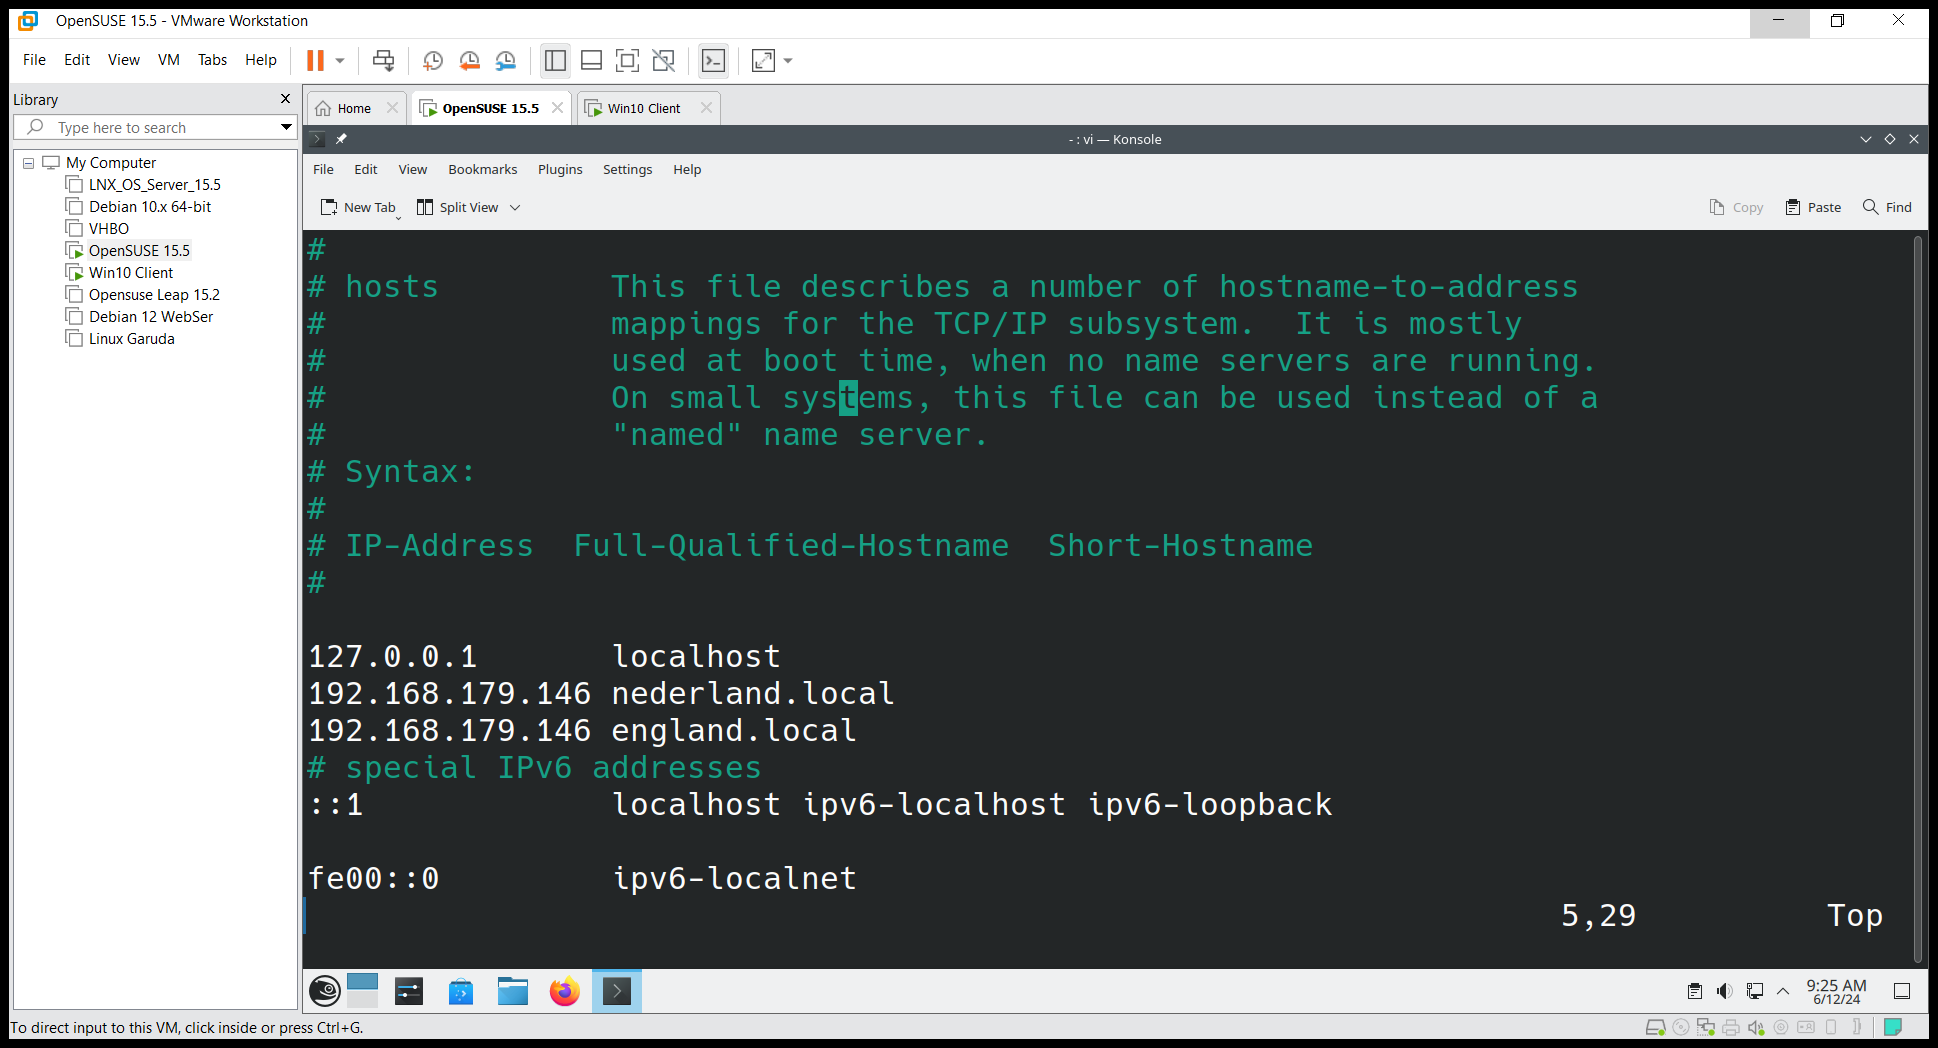 OpenSUSE 15.5 - VMware Workstation
File Edit View VM Tabs Help
Library
Type here to search
My Computer
LNX_OS_Server_15.5
Debian 10.x 64-bit
VHBO
OpenSUSE 15.5
Win10 Client
Opensuse Leap 15.2
Debian 12 WebSer
Linux Garuda
Home OpenSUSE 15.5 Win10 Client
- : vi — Konsole
File Edit View Bookmarks Plugins Settings Help
New Tab Split View Copy Paste Find
#
# hosts         This file describes a number of hostname-to-address
#               mappings for the TCP/IP subsystem.  It is mostly
#               used at boot time, when no name servers are running.
#               On small systems, this file can be used instead of a
#               "named" name server.
# Syntax:
#
# IP-Address  Full-Qualified-Hostname  Short-Hostname
#
127.0.0.1       localhost
192.168.179.146 nederland.local
192.168.179.146 england.local
# special IPv6 addresses
::1             localhost ipv6-localhost ipv6-loopback
fe00::0         ipv6-localnet
5,29 Top
9:25 AM
6/12/24
To direct input to this VM, click inside or press Ctrl+G.